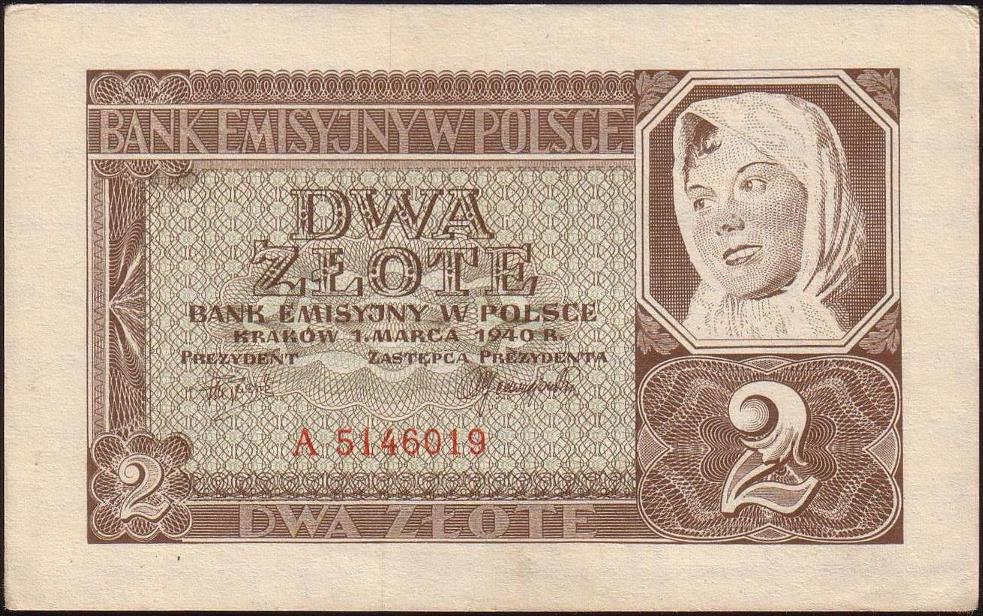 BANK EMISYJNY W POLSCE
DWA
ZŁOTE
BANK EMISYJNY W POLSCE
KRAKÓW 1. MARCA 1940 R.
PREZYDENT ZASTĘPCA PREZYDENTA
A 5146019
2
2
DWA ZŁOTE